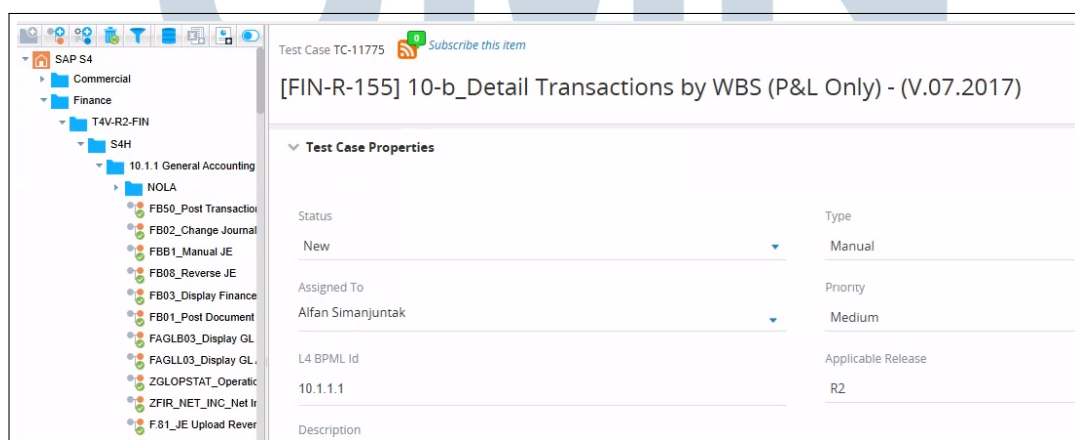 SAP S4
Commercial
Finance
T4V-R2-FIN
S4H
10.1.1 General Accounting
NOLA
FB50_Post Transaction
FB02_Change Journal
FBB1_Manual JE
FB08_Reverse JE
FB03_Display Finance
FB01_Post Document
FAGLB03_Display GL
FAGLL03_Display GL
ZGLOPSTAT_Operatic
ZFIR_NET_INC_Net Ir
F.81_JE Upload Rever
Test Case TC-11775 0 Subscribe this item
[FIN-R-155] 10-b_Detail Transactions by WBS (P&L Only) - (V.07.2017)
Test Case Properties
Status Type
New Manual
Assigned To Priority
Alfan Simanjuntak Medium
L4 BPML Id Applicable Release
10.1.1.1 R2
Description